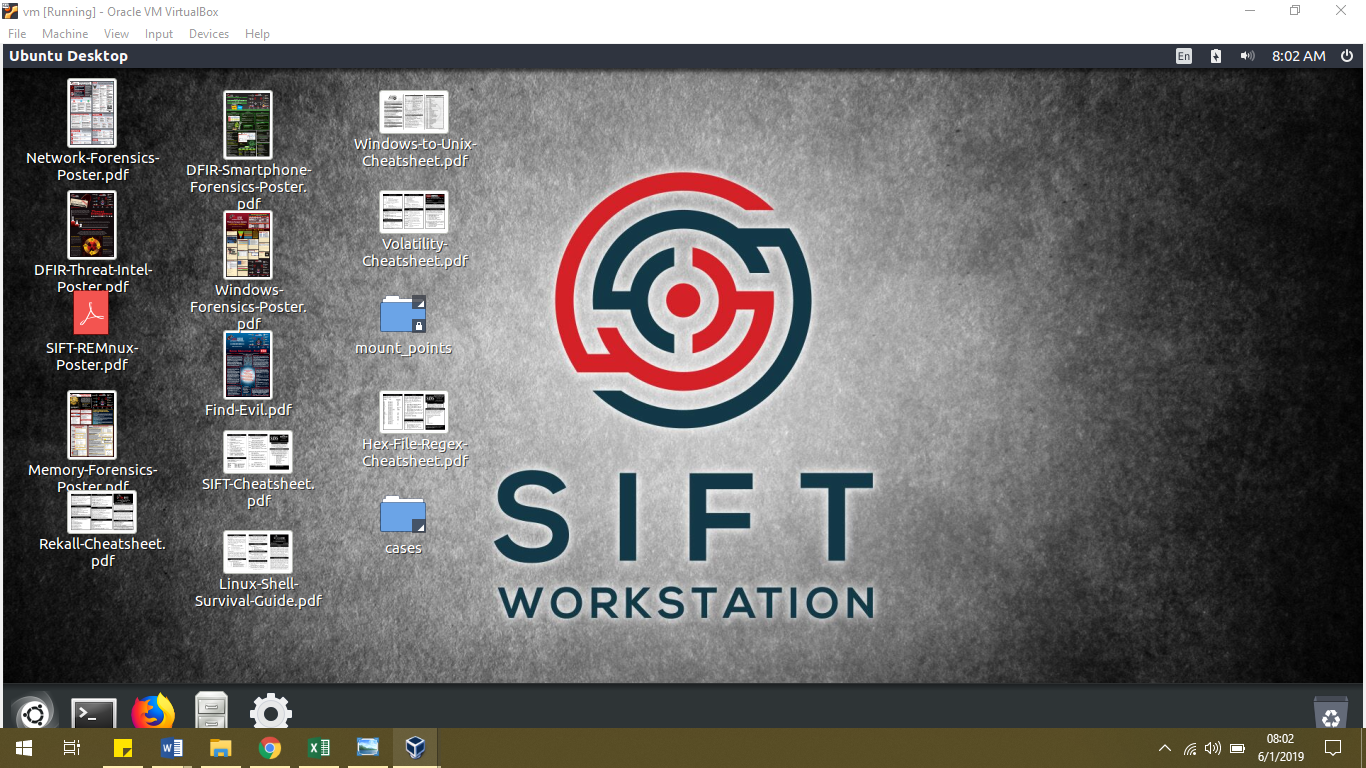 vm [Running] - Oracle VM VirtualBox
File Machine View Input Devices Help
Ubuntu Desktop
En
8:02 AM
Network-Forensics-
Poster.pdf
DFIR-Threat-Intel-
Poster.pdf
SIFT-REMnux-
Poster.pdf
Memory-Forensics-
Poster.pdf
Rekall-Cheatsheet.
pdf
DFIR-Smartphone-
Forensics-Poster.
pdf
Windows-
Forensics-Poster.
pdf
Find-Evil.pdf
SIFT-Cheatsheet.
pdf
Linux-Shell-
Survival-Guide.pdf
Windows-to-Unix-
Cheatsheet.pdf
Volatility-
Cheatsheet.pdf
mount_points
Hex-File-Regex-
Cheatsheet.pdf
cases
SIFT
WORKSTATION
08:02
6/1/2019